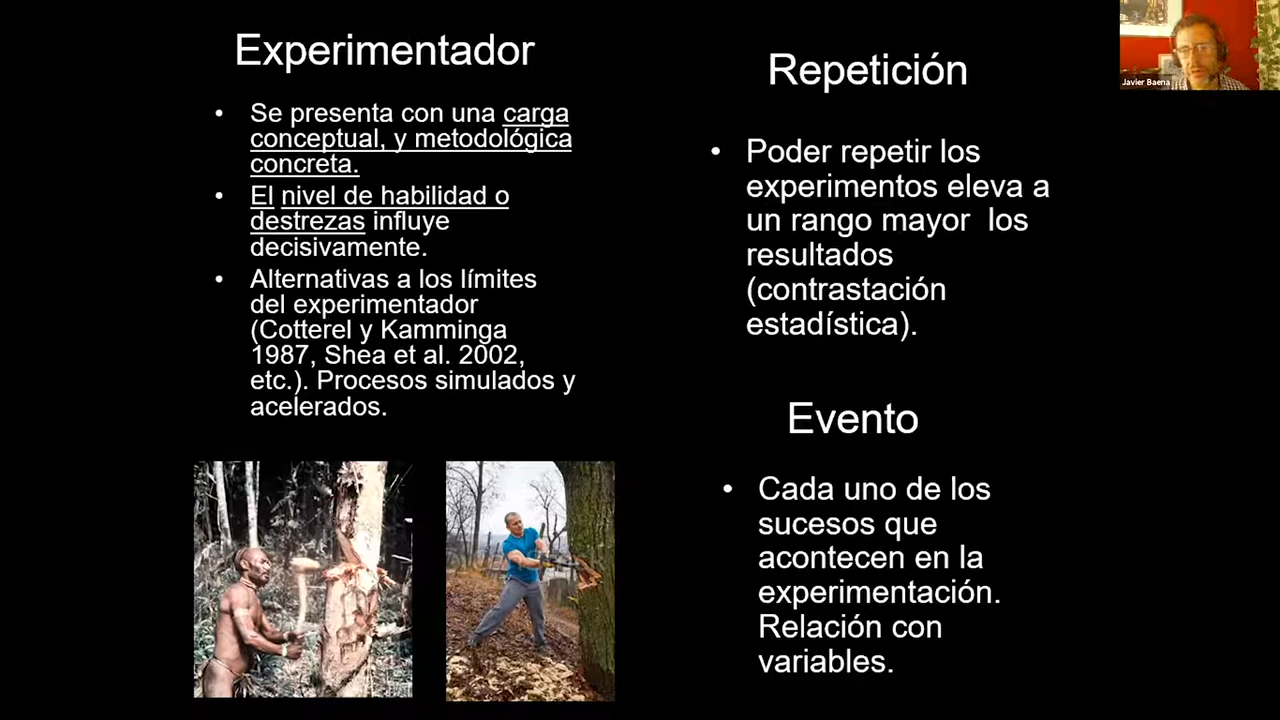 Experimentador
• Se presenta con una carga
conceptual, y metodológica
concreta.
• El nivel de habilidad o
destrezas influye
decisivamente.
• Alternativas a los límites
del experimentador
(Cotterel y Kamminga
1987, Shea et al. 2002,
etc.). Procesos simulados y
acelerados.
Repetición
• Poder repetir los
experimentos eleva a
un rango mayor los
resultados
(contrastación
estadística).
Evento
• Cada uno de los
sucesos que
acontecen en la
experimentación.
Relación con
variables.
Javier Baena